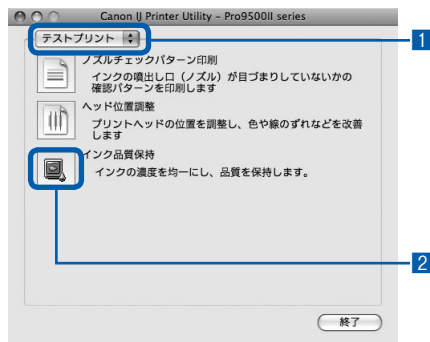 Canon IJ Printer Utility – Pro9500II series
テストプリント
1
ノズルチェックパターン印刷
インクの噴出し口（ノズル）が目づまりしていないかの
確認パターンを印刷します
ヘッド位置調整
プリントヘッドの位置を調整し、色や線のずれなどを改善
します
インク品質保持
インクの濃度を均一にし、品質を保持します。
2
終了